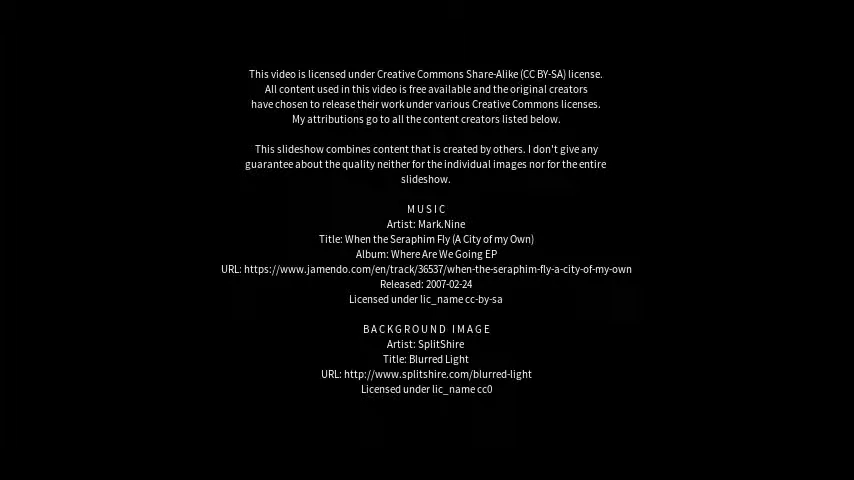 This video is licensed under Creative Commons Share-Alike (CC BY-SA) license.
All content used in this video is free available and the original creators
have chosen to release their work under various Creative Commons licenses.
My attributions go to all the content creators listed below.
This slideshow combines content that is created by others. I don't give any
guarantee about the quality neither for the individual images nor for the entire
slideshow.
MUSIC
Artist: Mark.Nine
Title: When the Seraphim Fly (A City of my Own)
Album: Where Are We Going EP
URL: https://www.jamendo.com/en/track/36537/when-the-seraphim-fly-a-city-of-my-own
Released: 2007-02-24
Licensed under lic_name cc-by-sa
BACKGROUND IMAGE
Artist: SplitShire
Title: Blurred Light
URL: http://www.splitshire.com/blurred-light
Licensed under lic_name cc0